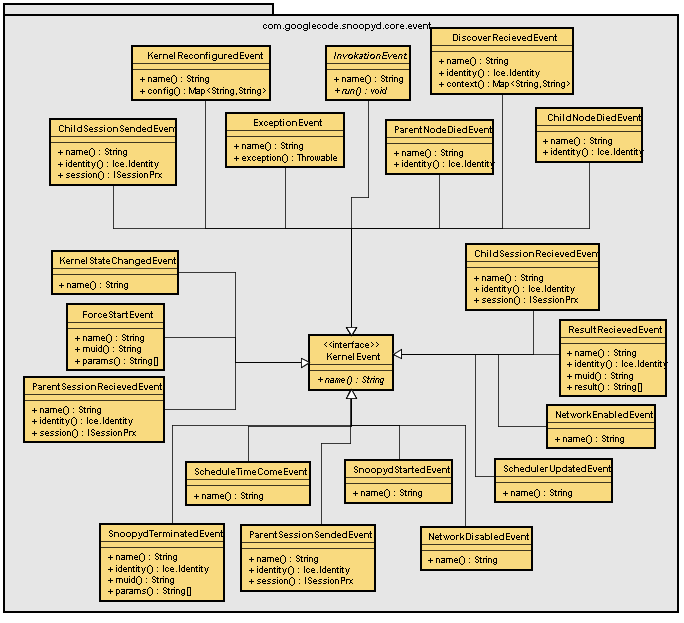 com.googlecode.snoopyd.core.event
KernelReconfiguredEvent
+ name() : String
+ config() : Map<String,String>
InvokationEvent
+ name() : String
+ run() : void
DiscoverRecievedEvent
+ name() : String
+ identity() : Ice.Identity
+ context() : Map<String,String>
ChildSessionSendedEvent
+ name() : String
+ identity() : Ice.Identity
+ session() : ISessionPrx
ExceptionEvent
+ name() : String
+ exception() : Throwable
ParentNodeDiedEvent
+ name() : String
+ identity() : Ice.Identity
ChildNodeDiedEvent
+ name() : String
+ identity() : Ice.Identity
KernelStateChangedEvent
+ name() : String
ChildSessionRecievedEvent
+ name() : String
+ identity() : Ice.Identity
+ session() : ISessionPrx
ForceStartEvent
+ name() : String
+ muid() : String
+ params() : String[]
<<interface>>
KernelEvent
+ name() : String
ResultRecievedEvent
+ name() : String
+ identity() : Ice.Identity
+ muid() : String
+ result() : String[]
ParentSessionRecievedEvent
+ name() : String
+ identity() : Ice.Identity
+ session() : ISessionPrx
NetworkEnabledEvent
+ name() : String
ScheduleTimeComeEvent
+ name() : String
SnoopydStartedEvent
+ name() : String
SchedulerUpdatedEvent
+ name() : String
SnoopydTerminatedEvent
+ name() : String
+ identity() : Ice.Identity
+ muid() : String
+ params() : String[]
ParentSessionSendedEvent
+ name() : String
+ identity() : Ice.Identity
+ session() : ISessionPrx
NetworkDisabledEvent
+ name() : String